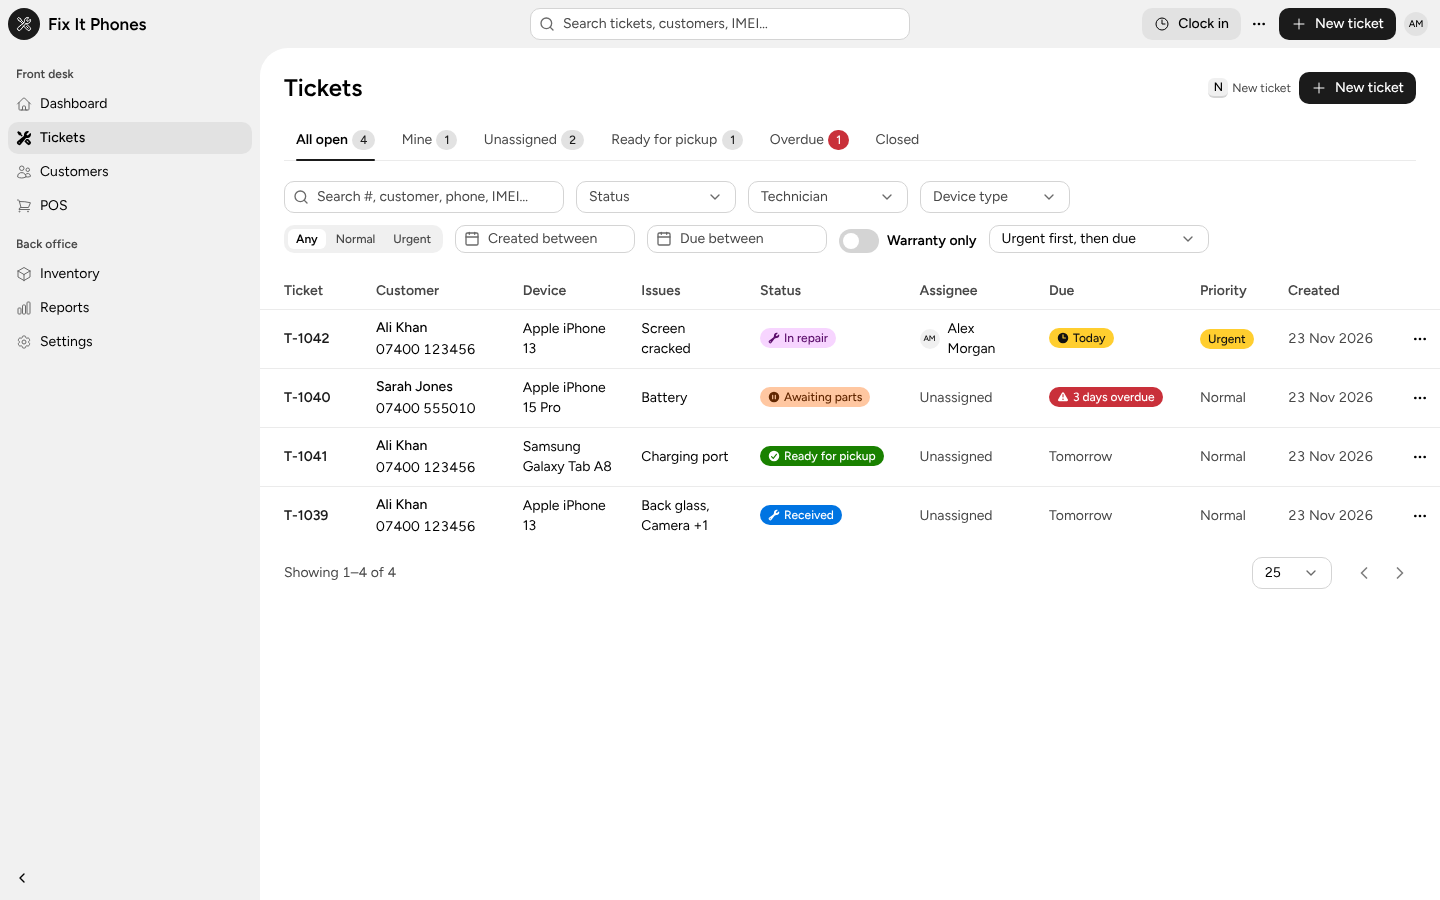 Fix It Phones
Search tickets, customers, IMEI...
Clock in
New ticket
AM
Front desk
Dashboard
Tickets
Customers
POS
Back office
Inventory
Reports
Settings
Tickets
N New ticket
New ticket
All open 4 Mine 1 Unassigned 2 Ready for pickup 1 Overdue 1 Closed
Search #, customer, phone, IMEI... Status Technician Device type
Any Normal Urgent Created between Due between Warranty only Urgent first, then due
Ticket Customer Device Issues Status Assignee Due Priority Created
T-1042
Ali Khan
07400 123456
Apple iPhone
13
Screen
cracked
In repair
AM
Alex
Morgan
Today
Urgent
23 Nov 2026
T-1040
Sarah Jones
07400 555010
Apple iPhone
15 Pro
Battery
Awaiting parts
Unassigned
3 days overdue
Normal
23 Nov 2026
T-1041
Ali Khan
07400 123456
Samsung
Galaxy Tab A8
Charging port
Ready for pickup
Unassigned
Tomorrow
Normal
23 Nov 2026
T-1039
Ali Khan
07400 123456
Apple iPhone
13
Back glass,
Camera +1
Received
Unassigned
Tomorrow
Normal
23 Nov 2026
Showing 1–4 of 4
25